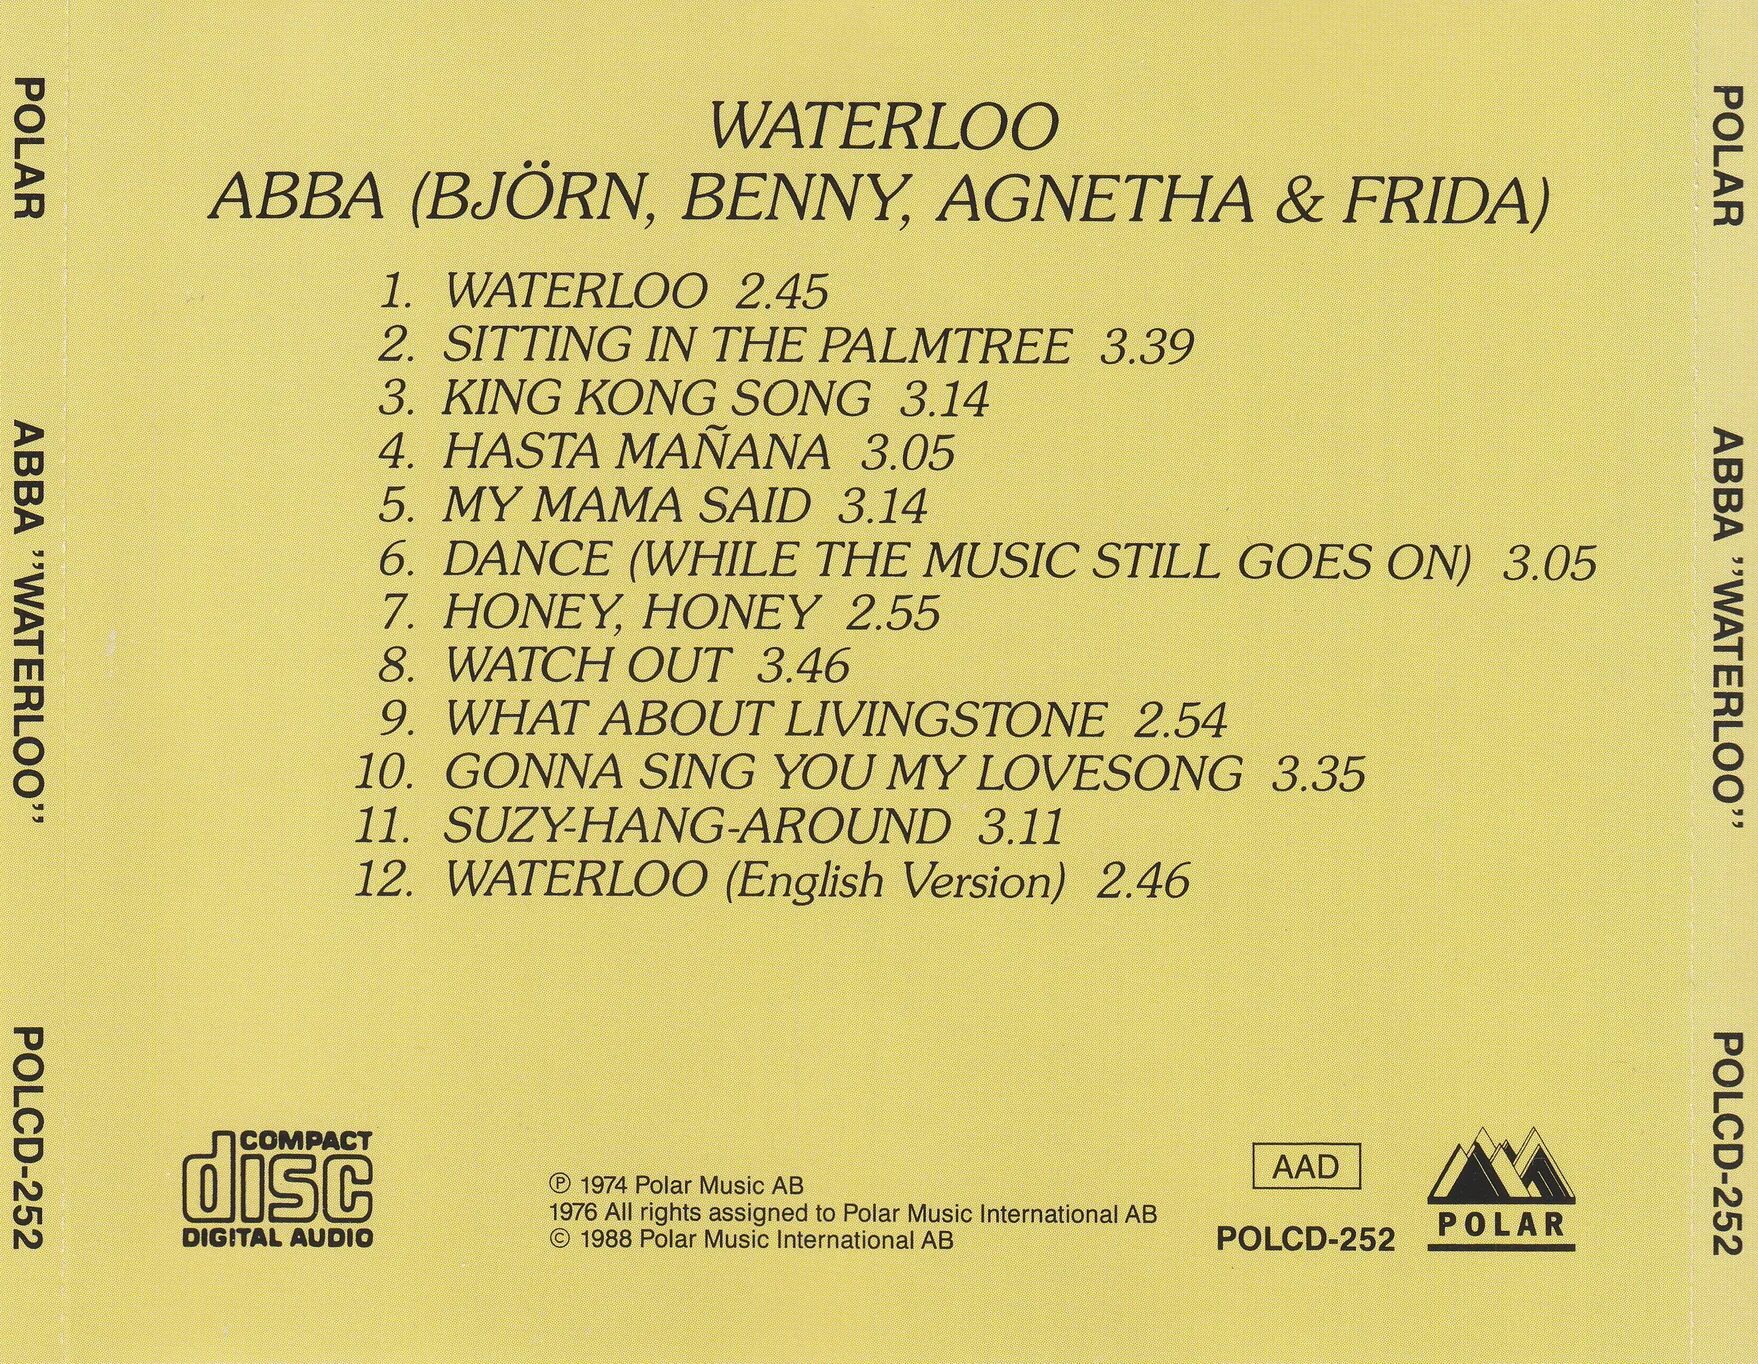 POLAR
ABBA ”WATERLOO”
POLCD-252
WATERLOO
ABBA (BJÖRN, BENNY, AGNETHA & FRIDA)
1. WATERLOO 2.45
2. SITTING IN THE PALMTREE 3.39
3. KING KONG SONG 3.14
4. HASTA MAÑANA 3.05
5. MY MAMA SAID 3.14
6. DANCE (WHILE THE MUSIC STILL GOES ON) 3.05
7. HONEY, HONEY 2.55
8. WATCH OUT 3.46
9. WHAT ABOUT LIVINGSTONE 2.54
10. GONNA SING YOU MY LOVESONG 3.35
11. SUZY-HANG-AROUND 3.11
12. WATERLOO (English Version) 2.46
COMPACT
disc
DIGITAL AUDIO
℗ 1974 Polar Music AB
1976 All rights assigned to Polar Music International AB
© 1988 Polar Music International AB
AAD
POLCD-252
POLAR
POLAR
ABBA ”WATERLOO”
POLCD-252